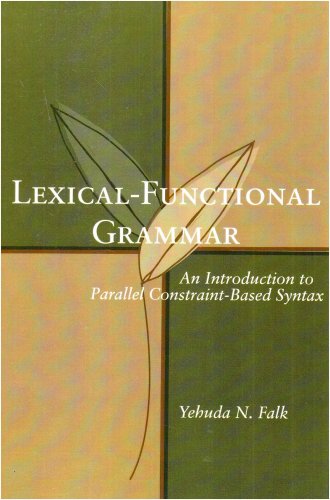 LEXICAL-FUNCTIONAL
GRAMMAR
An Introduction to
Parallel Constraint-Based Syntax
Yehuda N. Falk